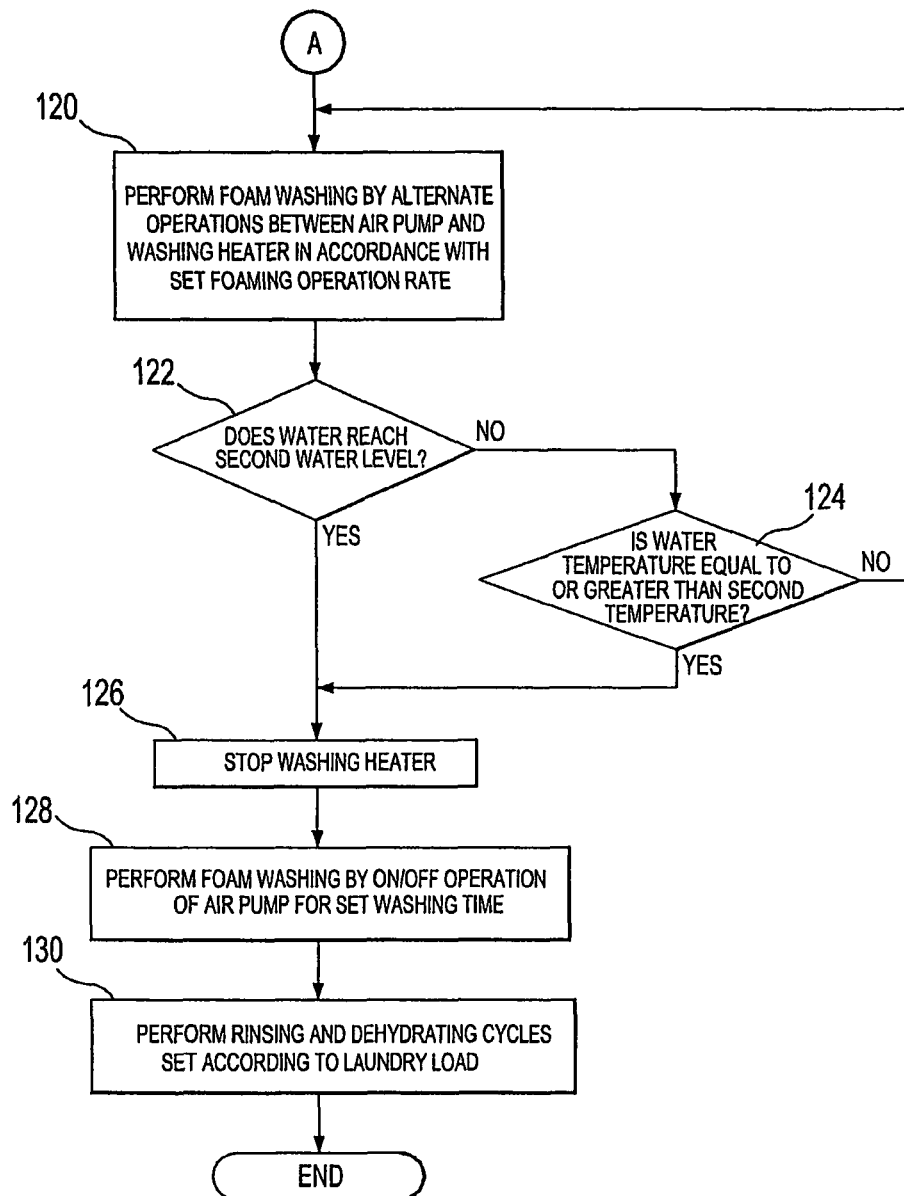 A
120
PERFORM FOAM WASHING BY ALTERNATE
OPERATIONS BETWEEN AIR PUMP AND
WASHING HEATER IN ACCORDANCE WITH
SET FOAMING OPERATION RATE
122
DOES WATER REACH
SECOND WATER LEVEL?
NO
YES
124
IS WATER
TEMPERATURE EQUAL TO
OR GREATER THAN SECOND
TEMPERATURE?
NO
YES
126
STOP WASHING HEATER
128
PERFORM FOAM WASHING BY ON/OFF OPERATION
OF AIR PUMP FOR SET WASHING TIME
130
PERFORM RINSING AND DEHYDRATING CYCLES
SET ACCORDING TO LAUNDRY LOAD
END